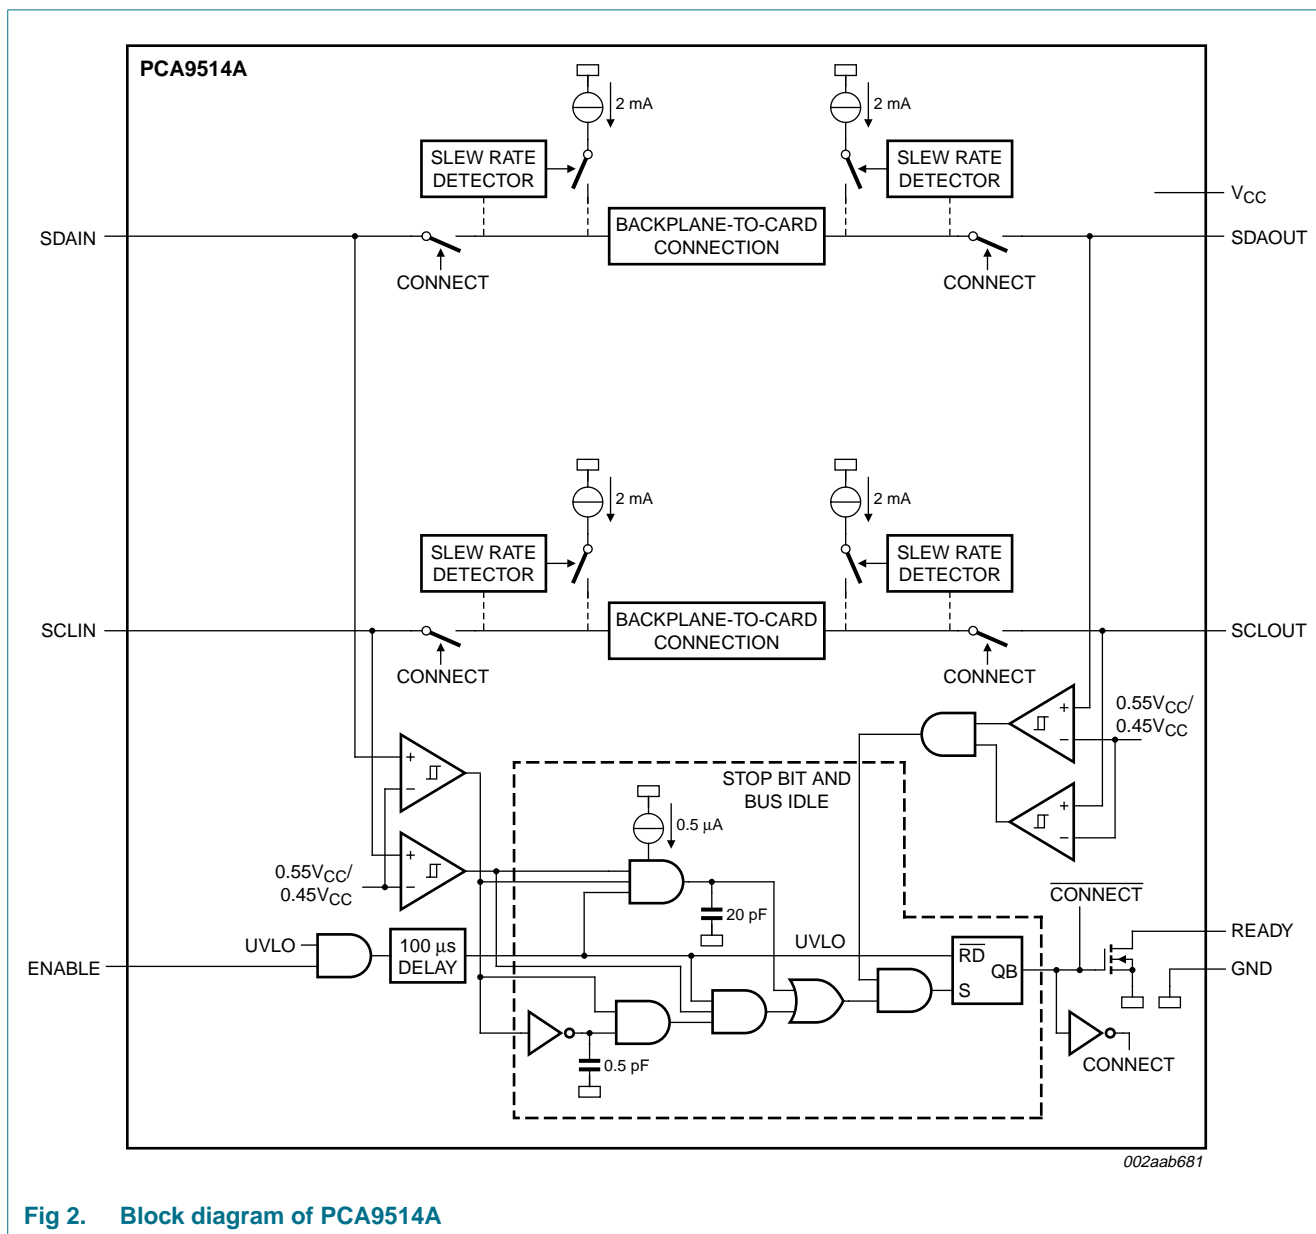 PCA9514A
2 mA
2 mA
SLEW RATE
DETECTOR
SLEW RATE
DETECTOR
VCC
SDAIN
BACKPLANE-TO-CARD
CONNECTION
SDAOUT
CONNECT
CONNECT
2 mA
2 mA
SLEW RATE
DETECTOR
SLEW RATE
DETECTOR
SCLIN
BACKPLANE-TO-CARD
CONNECTION
SCLOUT
CONNECT
CONNECT
+
−
0.55VCC/
0.45VCC
+
−
STOP BIT AND
BUS IDLE
+
−
0.5 μA
+
−
0.55VCC/
0.45VCC
20 pF
CONNECT
UVLO
100 μs
DELAY
UVLO
RD
QB
S
READY
ENABLE
GND
0.5 pF
CONNECT
002aab681
Fig 2. Block diagram of PCA9514A